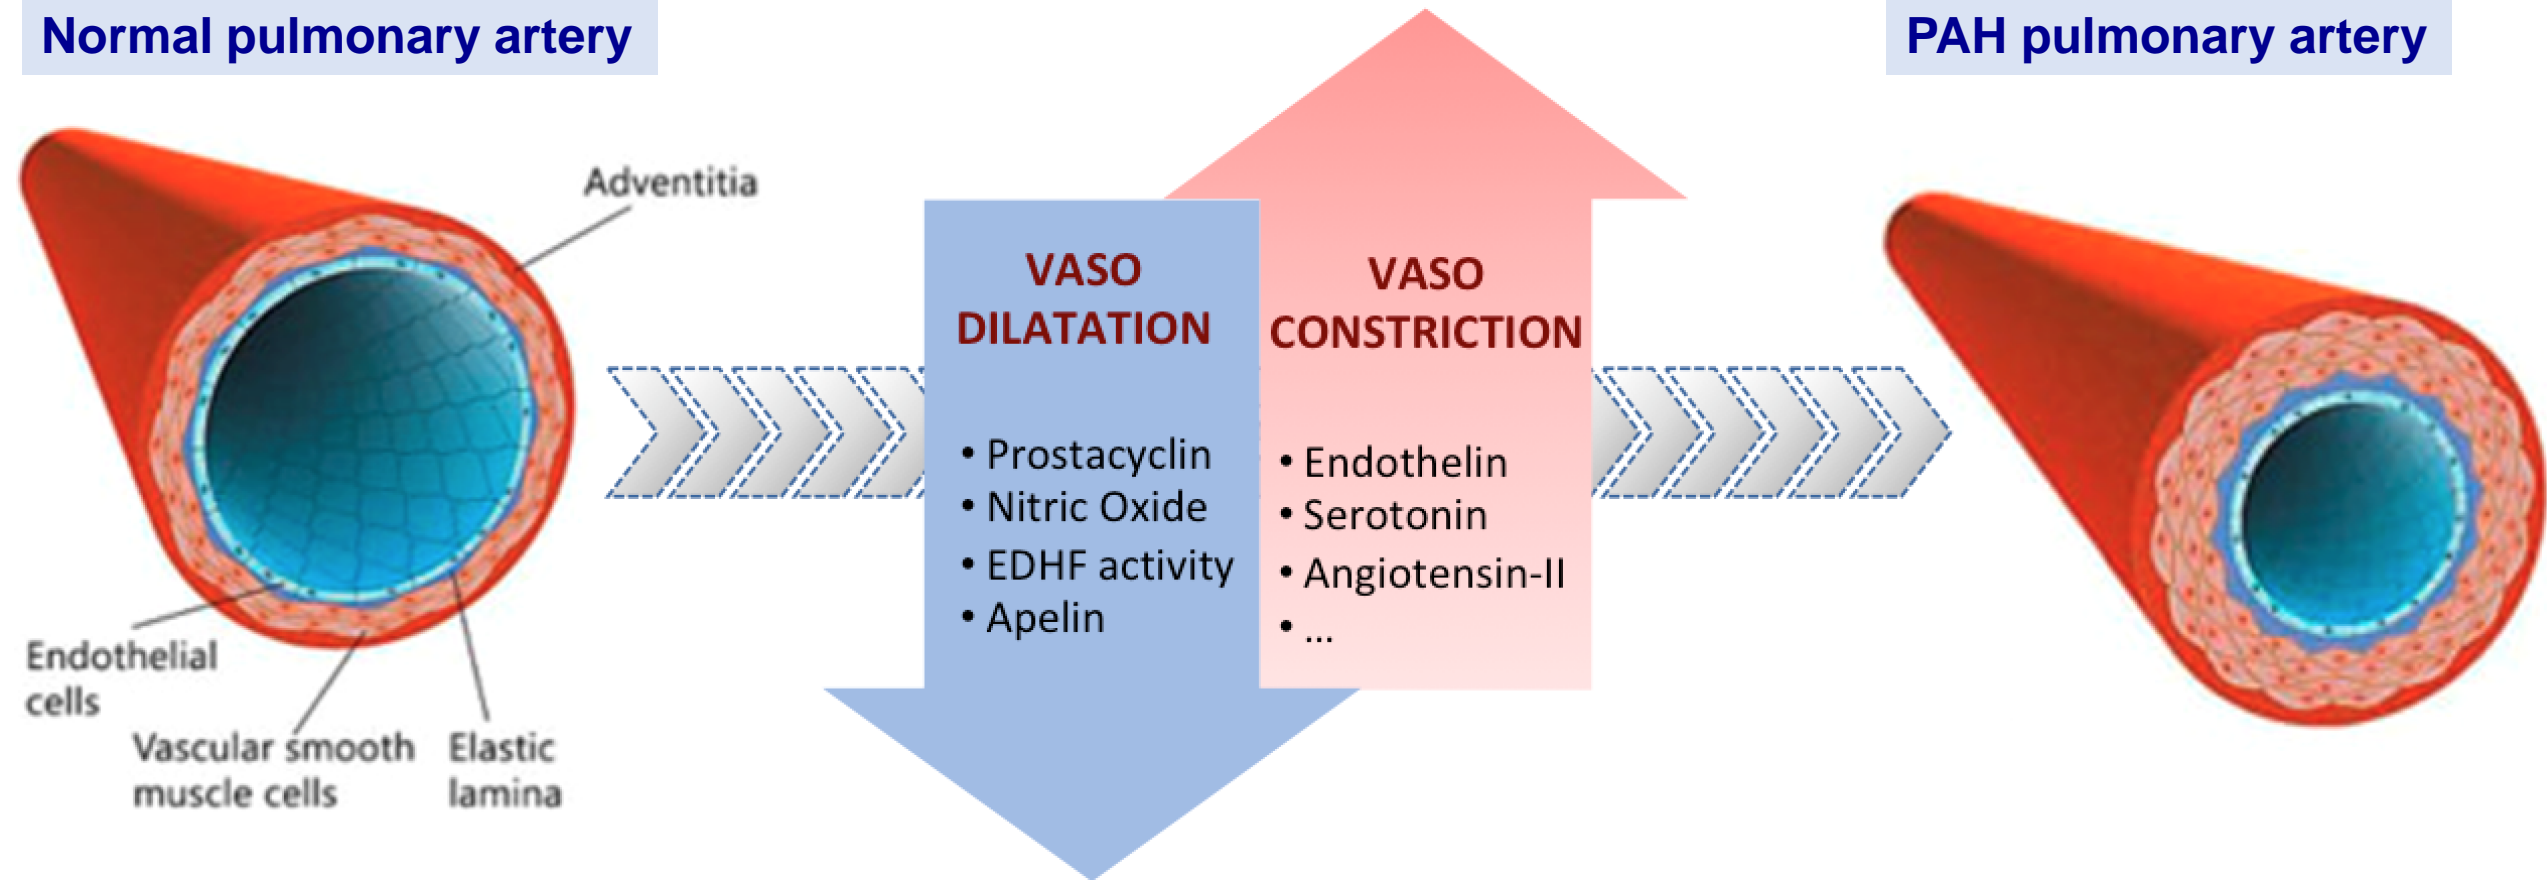 Normal pulmonary artery
PAH pulmonary artery
Adventitia
Endothelial
cells
Vascular smooth
muscle cells
Elastic
lamina
VASO
DILATATION
• Prostacyclin
• Nitric Oxide
• EDHF activity
• Apelin
VASO
CONSTRICTION
• Endothelin
• Serotonin
• Angiotensin-II
• ...